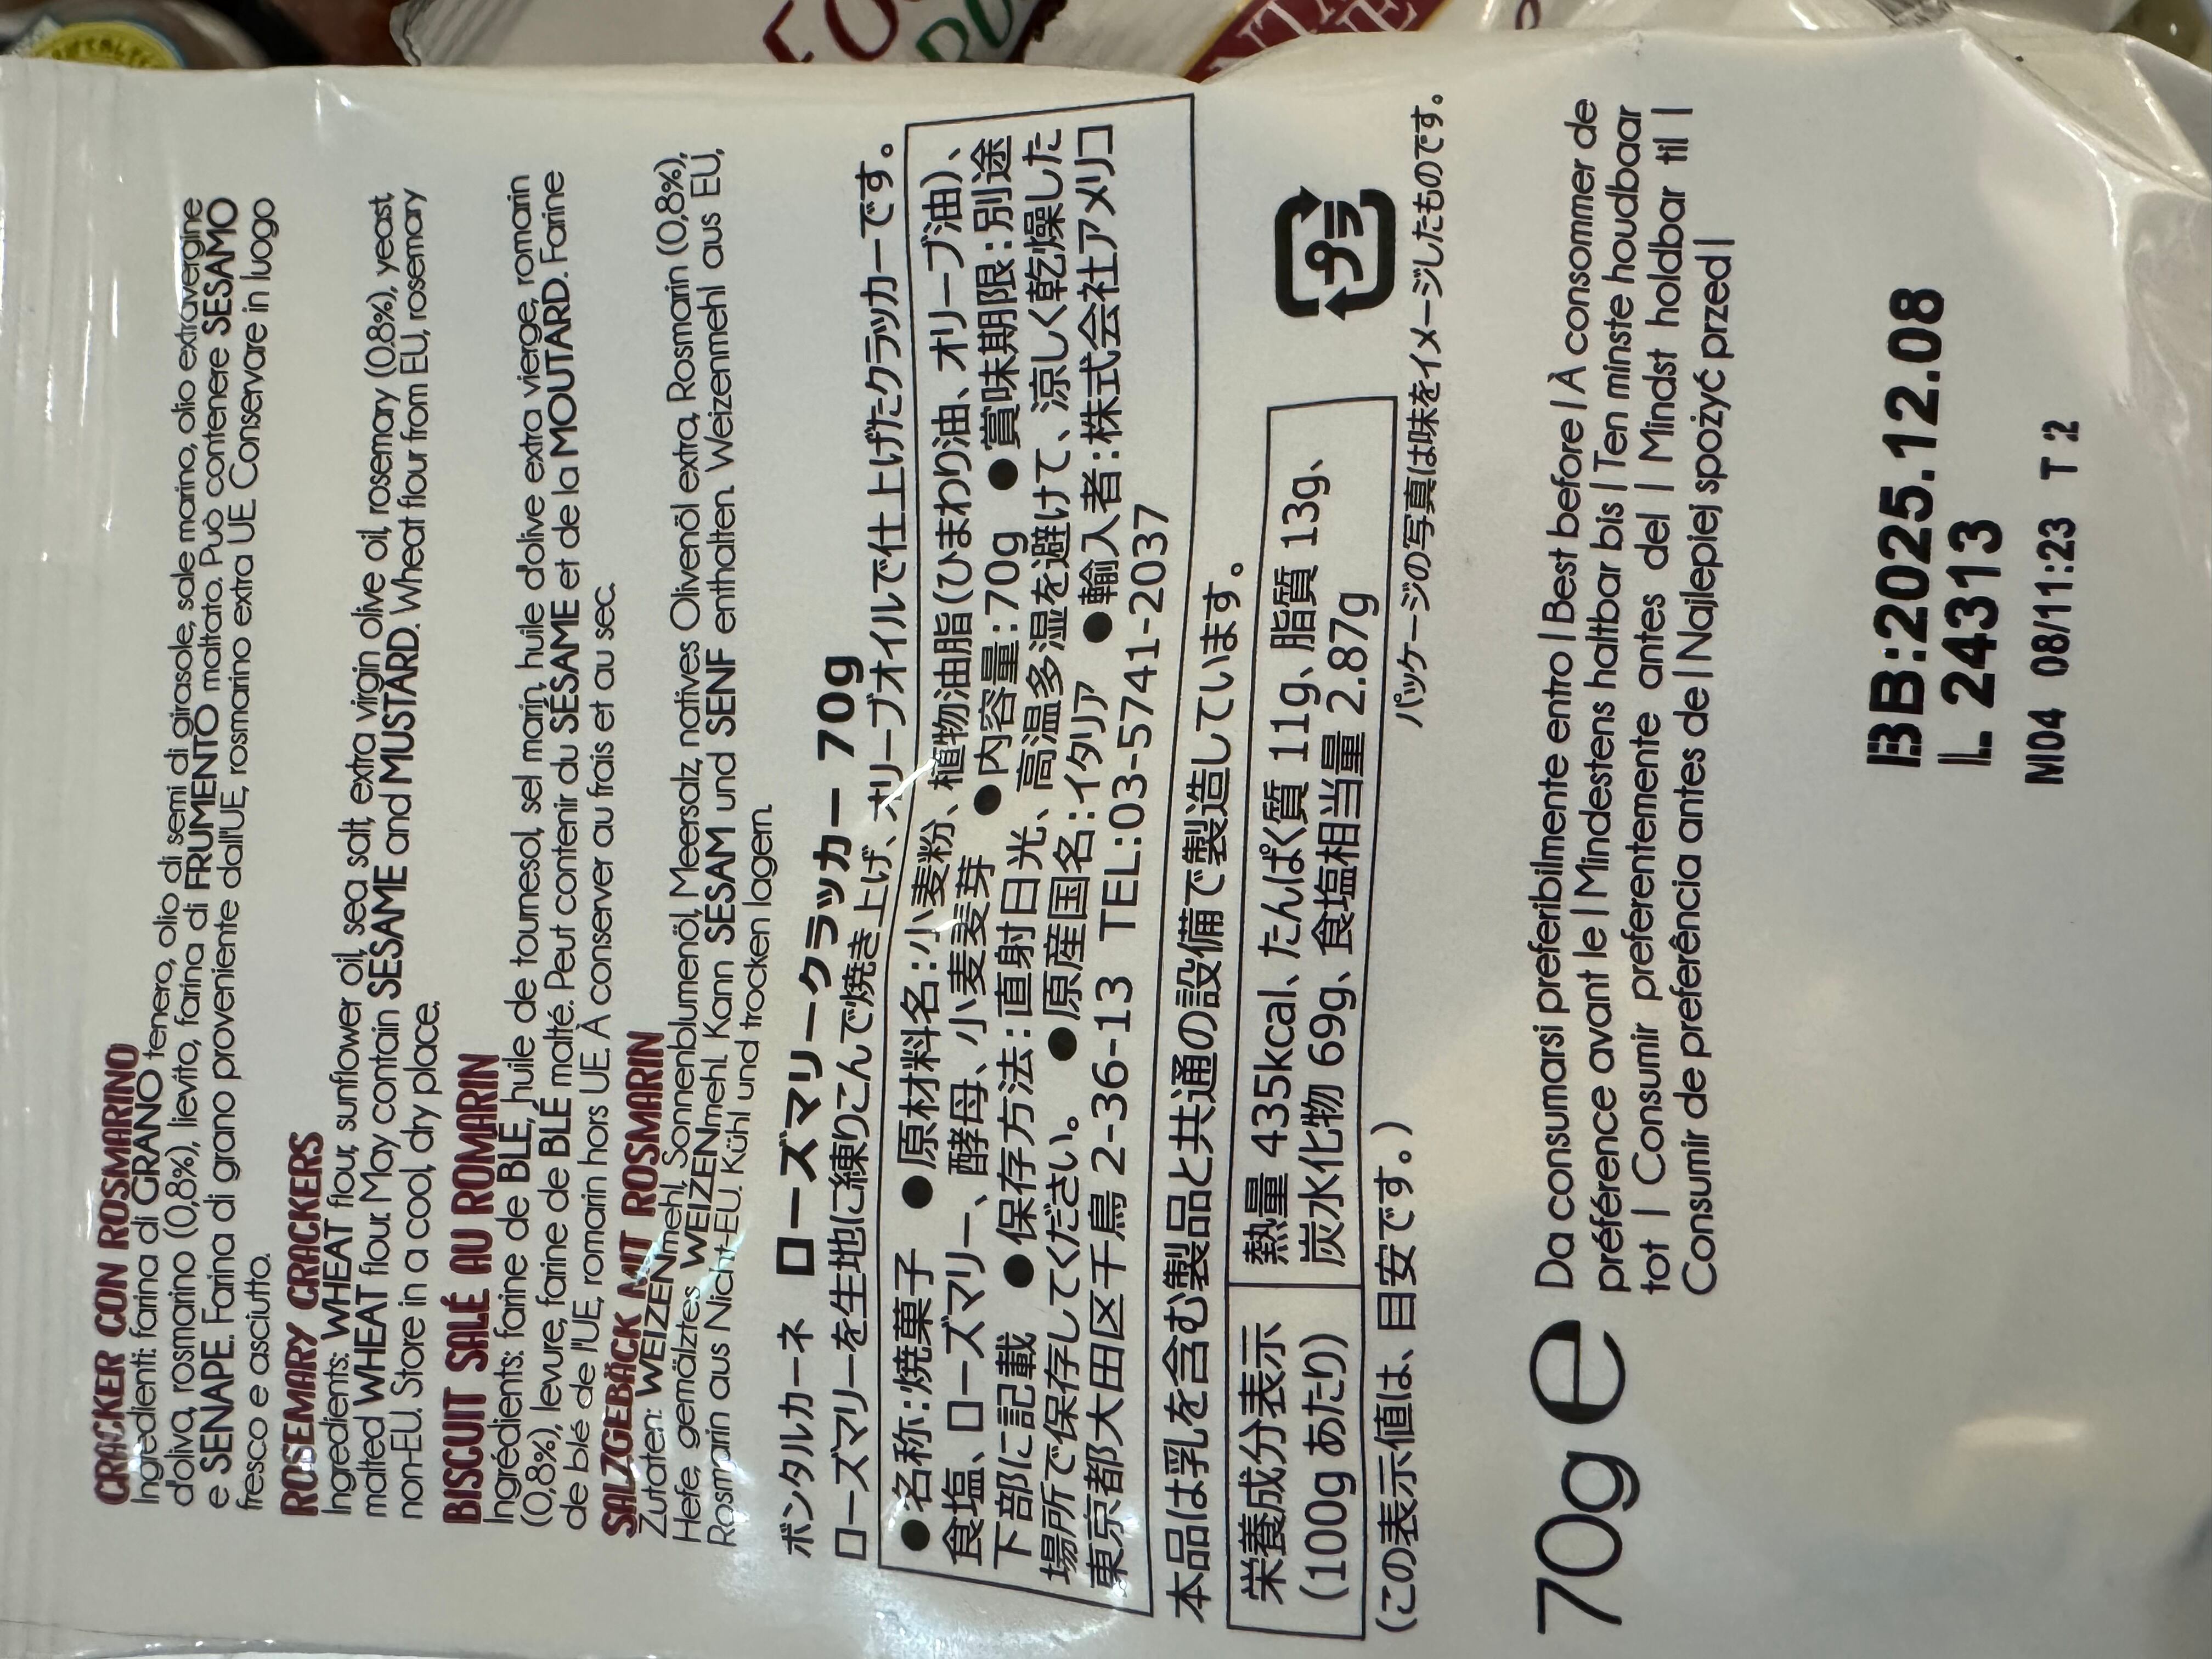 CRACKER CON ROSMARINO
Ingredienti: farina di GRANO tenero, olio di semi di girasole, sale marino, olio extravergine
d'oliva, rosmarino (0,8%), lievito, farina di FRUMENTO maltato. Può contenere SESAMO
e SENAPE. Farina di grano proveniente dall'UE, rosmarino extra UE. Conservare in luogo
fresco e asciutto.
ROSEMARY CRACKERS
Ingredients: WHEAT flour, sunflower oil, sea salt, extra virgin olive oil, rosemary (0.8%), yeast,
malted WHEAT flour. May contain SESAME and MUSTARD. Wheat flour from EU, rosemary
non-EU. Store in a cool, dry place.
BISCUIT SALÉ AU ROMARIN
Ingrédients: farine de BLÉ, huile de tournesol, sel marin, huile d'olive extra vierge, romarin
(0,8%), levure, farine de BLÉ malté. Peut contenir du SÉSAME et de la MOUTARD. Farine
de blé de l'UE, romarin hors UE. À conserver au frais et au sec.
SALZGEBÄCK MIT ROSMARIN
Zutaten: WEIZENmehl, Sonnenblumenöl, Meersalz, natives Olivenöl extra, Rosmarin (0,8%),
Hefe, gemälztes WEIZENmehl. Kann SESAM und SENF enthalten. Weizenmehl aus EU,
Rosmarin aus Nicht-EU. Kühl und trocken lagern.
ボンタルカーネ ローズマリークラッカー 70g
ローズマリーを生地に練りこんで焼き上げ、オリーブオイルで仕上げたクラッカーです。
●名称:焼菓子 ●原材料名:小麦粉、植物油脂(ひまわり油、オリーブ油)、
食塩、ローズマリー、酵母、小麦麦芽 ●内容量:70g ●賞味期限:別途
下部に記載 ●保存方法:直射日光、高温多湿を避けて、涼しく乾燥した
場所で保存してください。 ●原産国名:イタリア ●輸入者:株式会社アメリコ
東京都大田区千鳥 2-36-13 TEL:03-5741-2037
本品は乳を含む製品と共通の設備で製造しています。
栄養成分表示
(100gあたり)
熱量 435kcal、たんぱく質 11g、脂質 13g、
炭水化物 69g、食塩相当量 2.87g
プラ
(この表示値は、目安です。)
パッケージの写真は味をイメージしたものです。
70g e
Da consumarsi preferibilmente entro | Best before | À consommer de
préférence avant le | Mindestens haltbar bis | Ten minste houdbaar
tot | Consumir preferentemente antes del | Mindst holdbar til |
Consumir de preferência antes de | Najlepiej spożyć przed |
BB:2025.12.08
L 24313
M04 08/11:23 T2